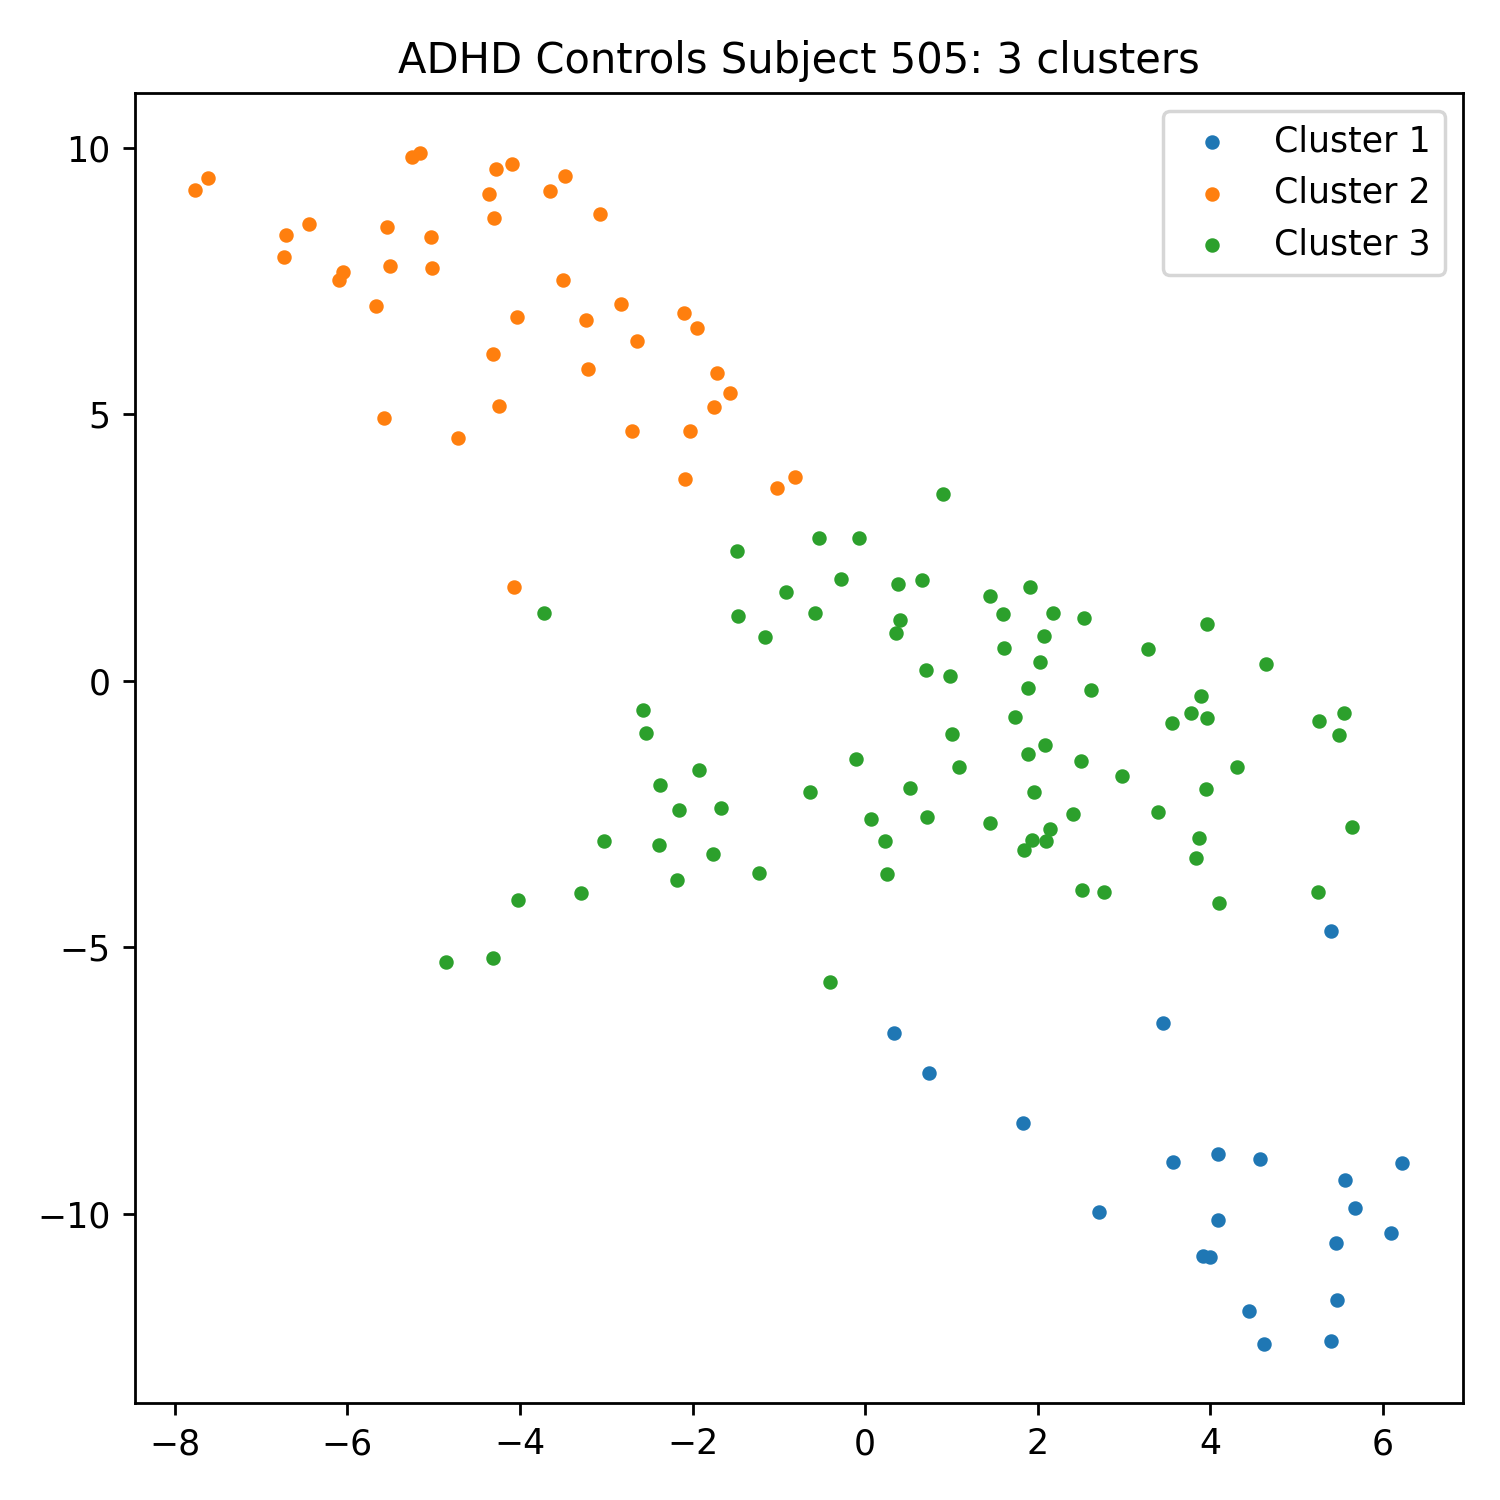 ADHD Controls Subject 505: 3 clusters
Cluster 1
Cluster 2
Cluster 3
10
5
0
−5
−10
−8 −6 −4 −2 0 2 4 6